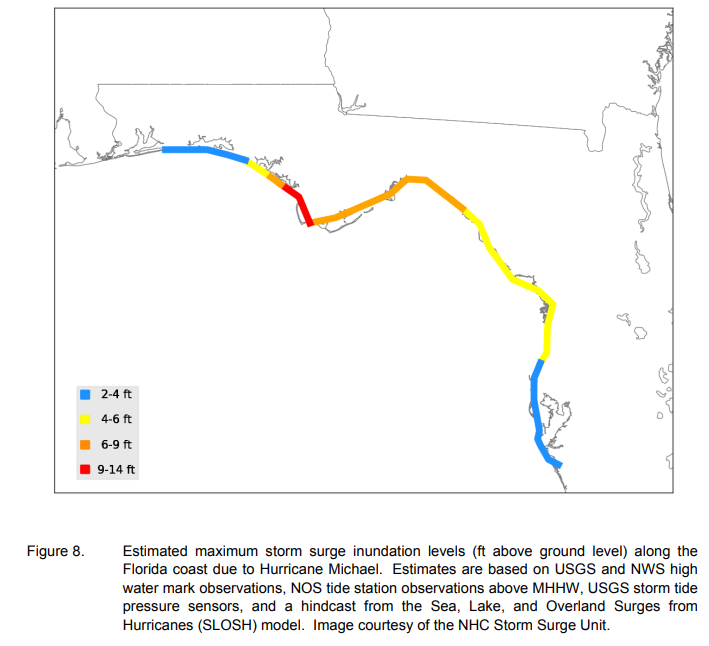 2-4 ft
4-6 ft
6-9 ft
9-14 ft
Figure 8. Estimated maximum storm surge inundation levels (ft above ground level) along the
Florida coast due to Hurricane Michael. Estimates are based on USGS and NWS high
water mark observations, NOS tide station observations above MHHW, USGS storm tide
pressure sensors, and a hindcast from the Sea, Lake, and Overland Surges from
Hurricanes (SLOSH) model. Image courtesy of the NHC Storm Surge Unit.